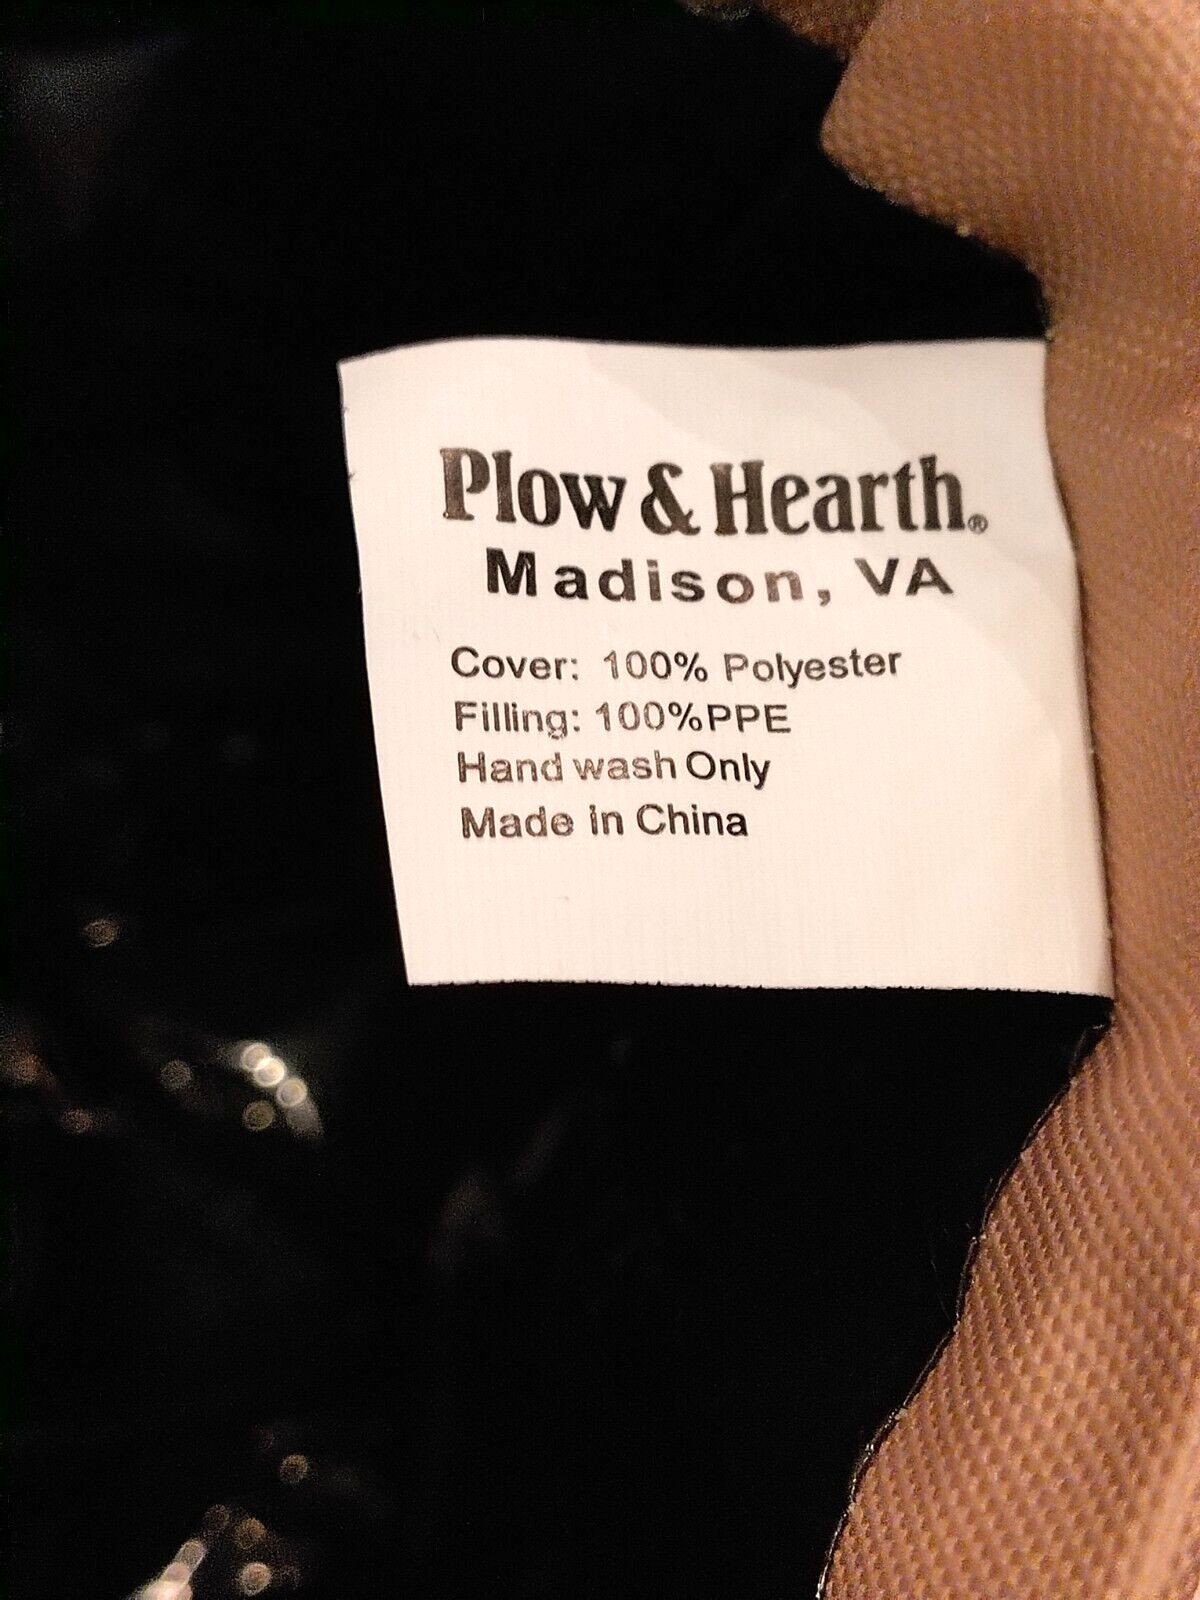 Plow & Hearth®
Madison, VA
Cover: 100% Polyester
Filling: 100%PPE
Hand wash Only
Made in China